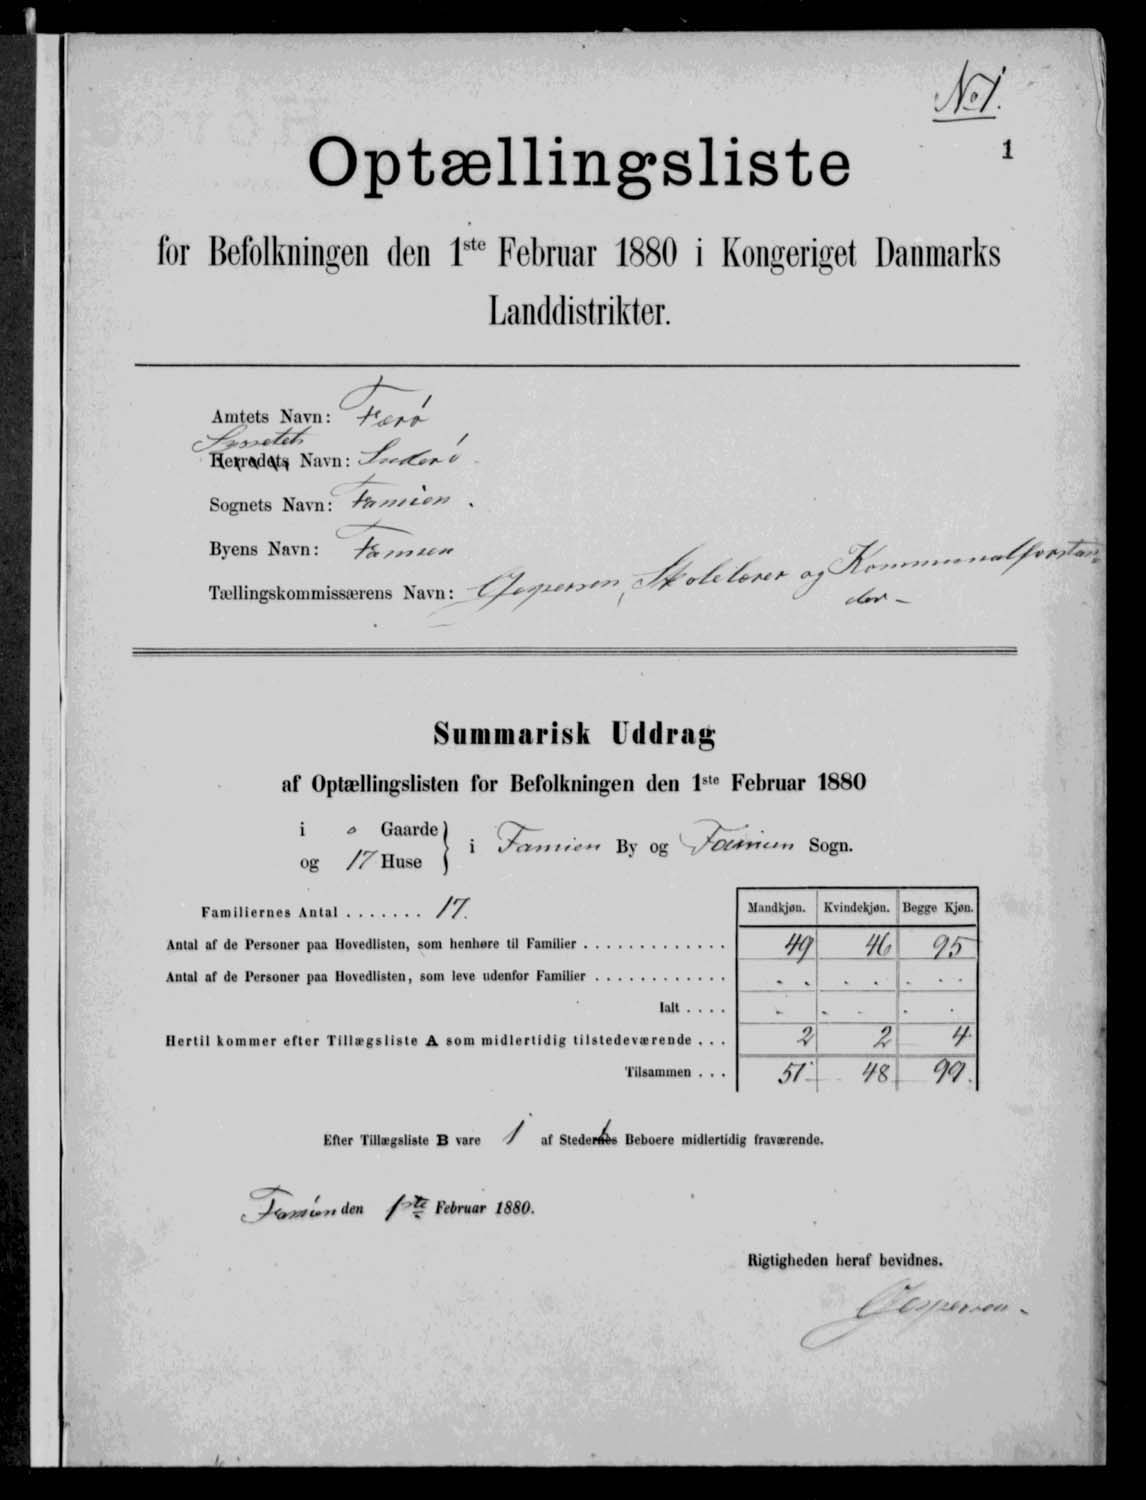 No 1.
1
Optællingsliste
for Befolkningen den 1ste Februar 1880 i Kongeriget Danmarks
Landdistrikter.
Amtets Navn: Færø
Sysselets
Herredets Navn: Suderø
Sognets Navn: Famien.
Byens Navn: Famien
Tællingskommissærens Navn: Jespersen, Skolelærer og Kommunalforstan-
der -
Summarisk Uddrag
af Optællingslisten for Befolkningen den 1ste Februar 1880
i o Gaarde
og 17 Huse } i Famien By og Famien Sogn.
Mandkjøn. Kvindekjøn. Begge Kjøn.
Familiernes Antal ....... 17.
Antal af de Personer paa Hovedlisten, som henhøre til Familier ............. 49 46 95
Antal af de Personer paa Hovedlisten, som leve udenfor Familier ............
Ialt ....
Hertil kommer efter Tillægsliste A som midlertidig tilstedeværende ... 2 2 4
Tilsammen ... 51 48 99.
Efter Tillægsliste B vare 1 af Stedets Beboere midlertidig fraværende.
Famien den 1ste Februar 1880.
Rigtigheden heraf bevidnes.
Jespersen.